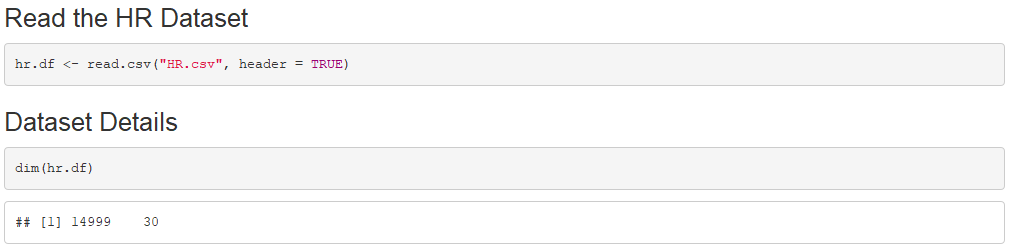 Read the HR Dataset
hr.df <- read.csv("HR.csv", header = TRUE)
Dataset Details
dim(hr.df)
## [1] 14999    30